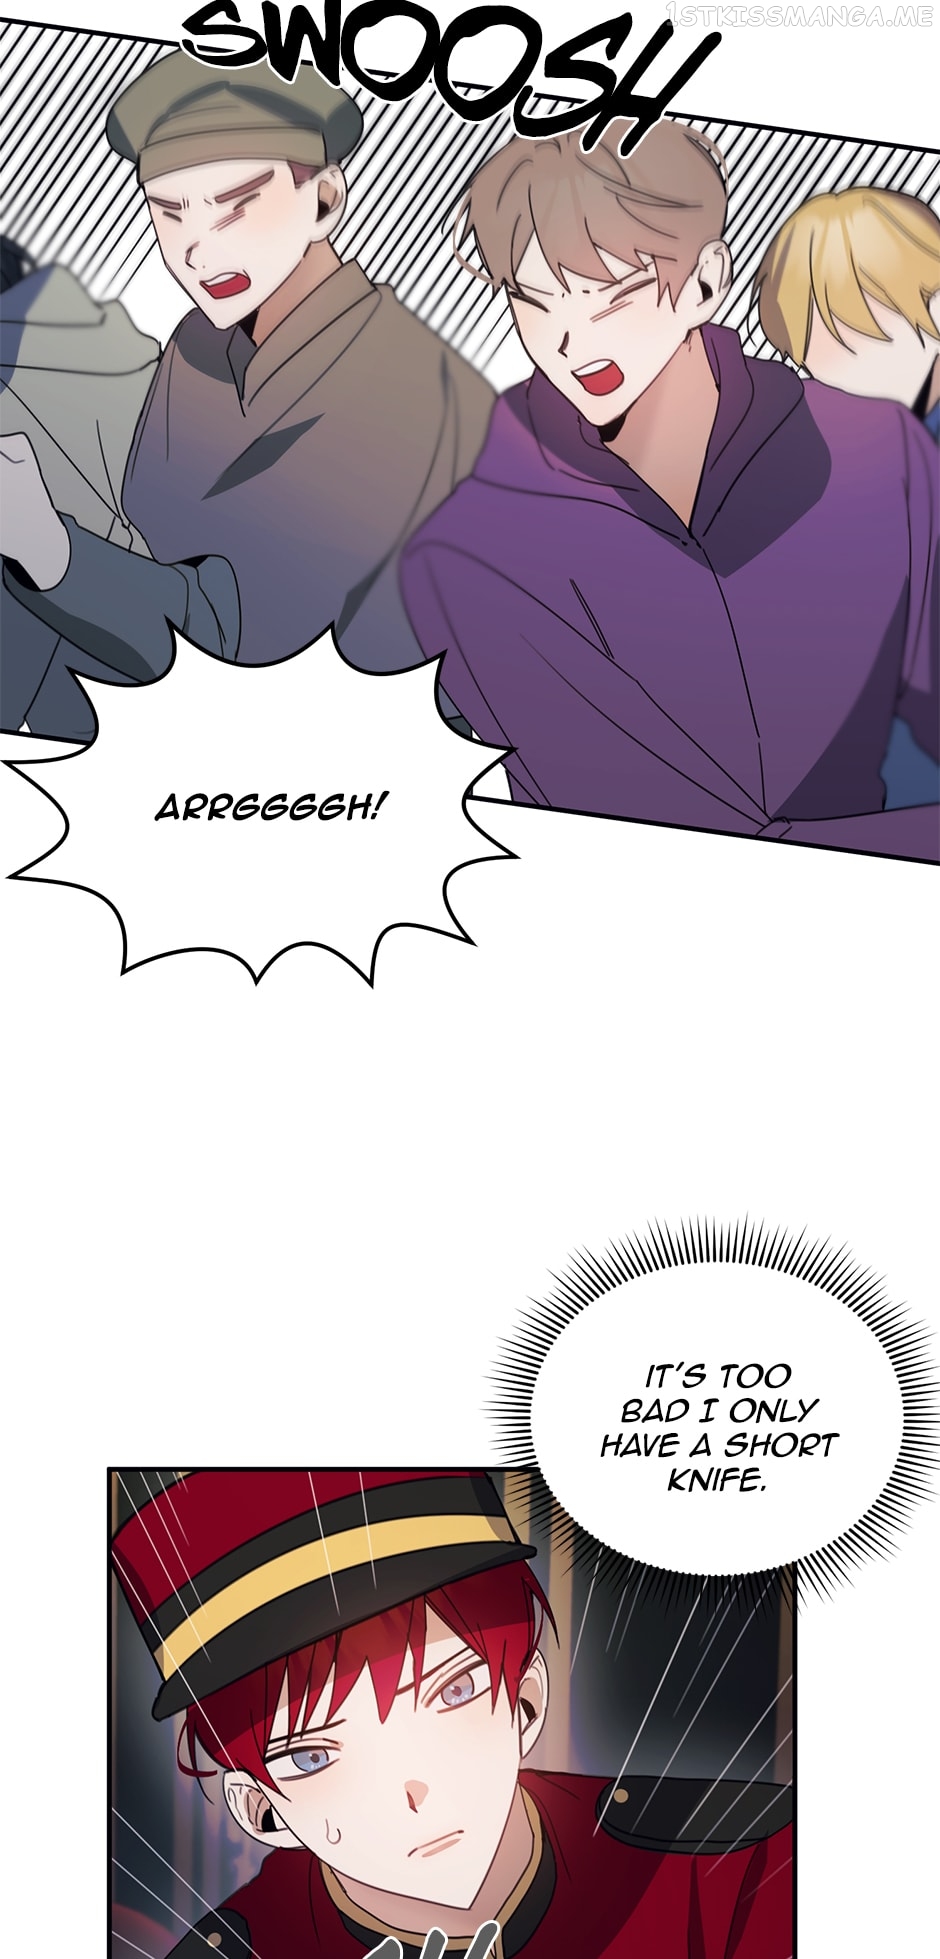 1STKISSMANGA.ME
SWOOSH
ARRGGGGH!
IT'S TOO
BAD I ONLY
HAVE A SHORT
KNIFE.